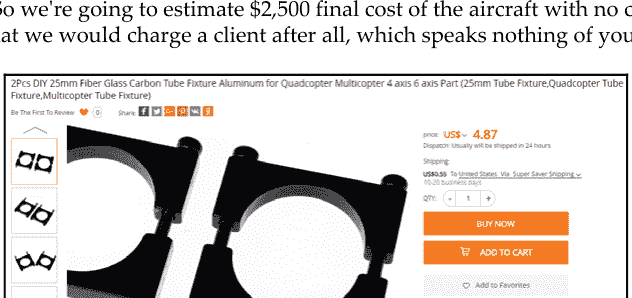 So we're going to estimate $2,500 final cost of the aircraft with no
at we would charge a client after all, which speaks nothing of you
2Pcs DIY 25mm Fiber Glass Carbon Tube Fixture Aluminum for Quadcopter Multicopter 4 axis 6 axis Part (25mm Tube Fixture,Quadcopter Tube
Fixture,Multicopter Tube Fixture)
Be The First To Review (0) Share:
price: US$ 4.87
Dispatch: Usually will be shipped in 24 hours
Shipping:
US$0.55 To United States Via Super Saver Shipping
10-20 business days
QTY: - 1 +
BUY NOW
ADD TO CART
Add to Favorites